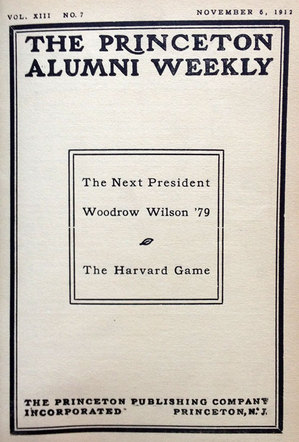 VOL. XIII NO. 7 NOVEMBER 6, 1912
THE PRINCETON
ALUMNI WEEKLY
The Next President
Woodrow Wilson '79
The Harvard Game
THE PRINCETON PUBLISHING COMPANY
INCORPORATED PRINCETON, N.J.